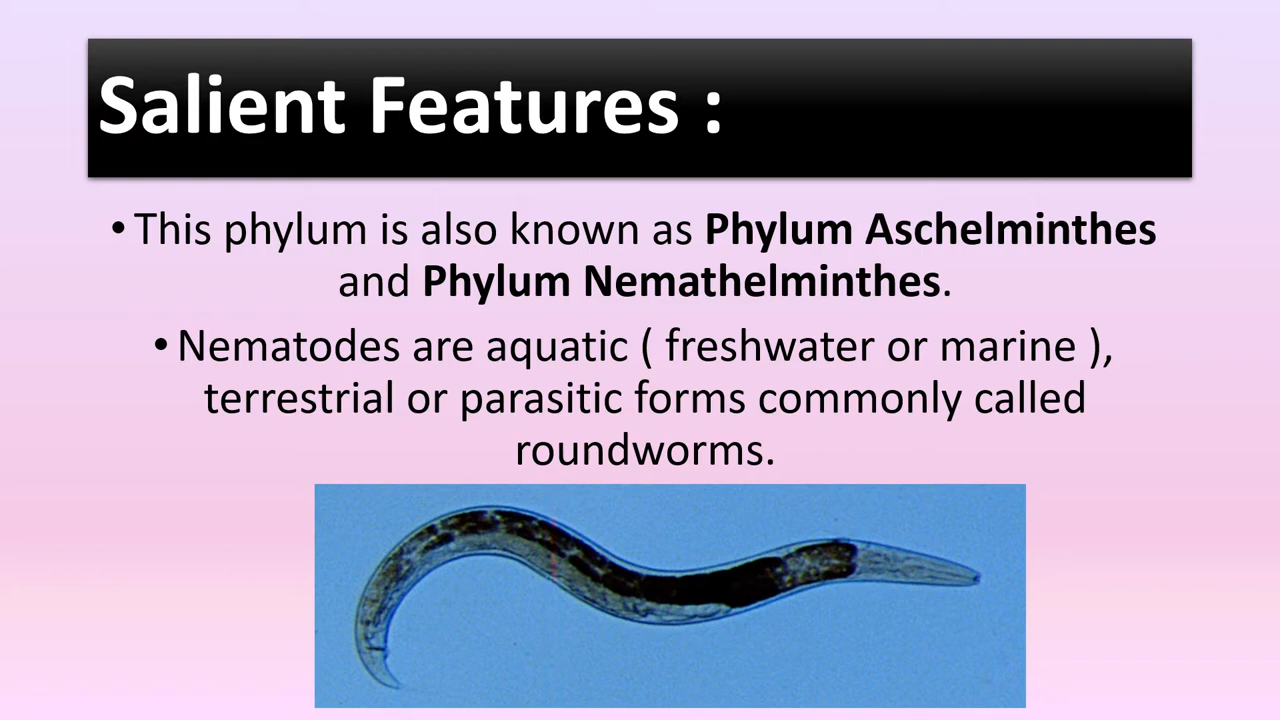 Salient Features :
• This phylum is also known as Phylum Aschelminthes
and Phylum Nemathelminthes.
• Nematodes are aquatic ( freshwater or marine ),
terrestrial or parasitic forms commonly called
roundworms.